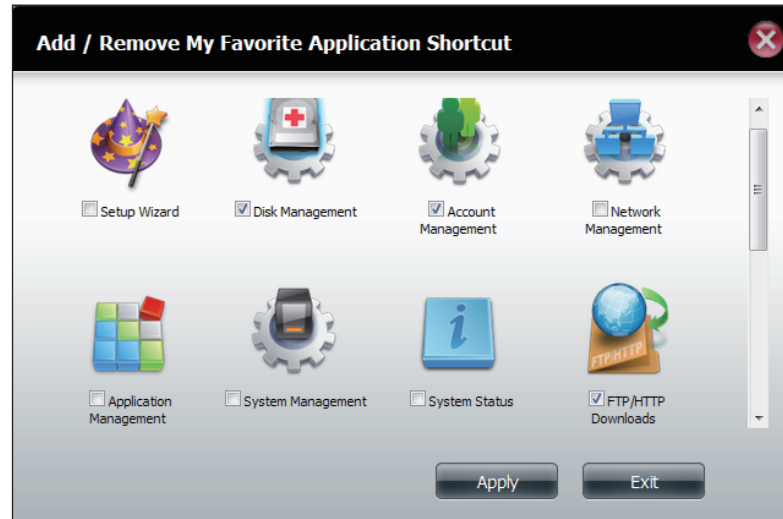 Add / Remove My Favorite Application Shortcut
Setup Wizard
Disk Management
Account
Management
Network
Management
FTP/HTTP
Application
Management
System Management
System Status
FTP/HTTP
Downloads
Apply
Exit